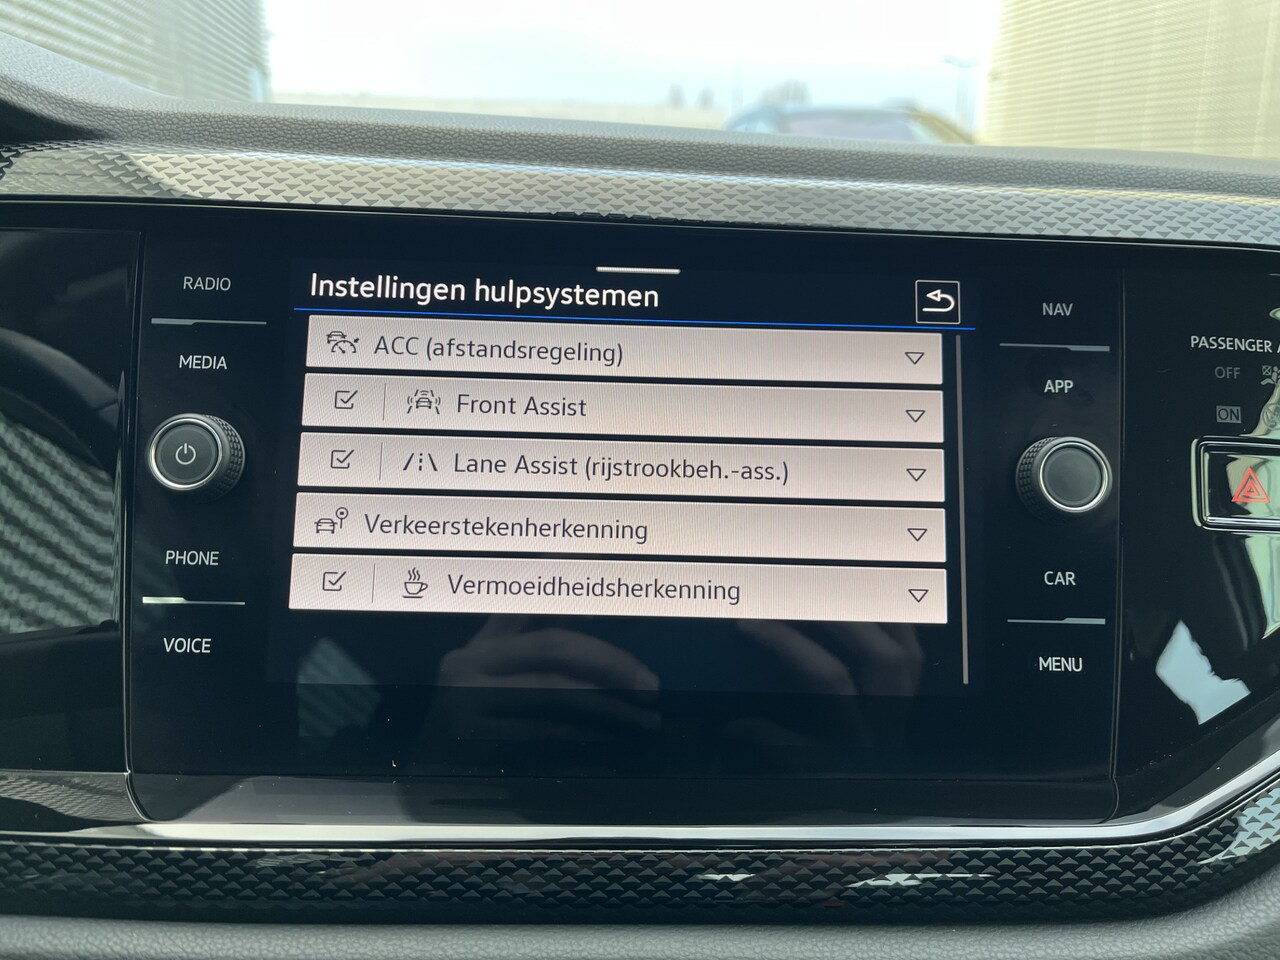 RADIO
MEDIA
PHONE
VOICE
Instellingen hulpsystemen
ACC (afstandsregeling)
Front Assist
Lane Assist (rijstrookbeh.-ass.)
Verkeerstekenherkenning
Vermoeidheidsherkenning
NAV
APP
CAR
MENU
PASSENGER
OFF
ON